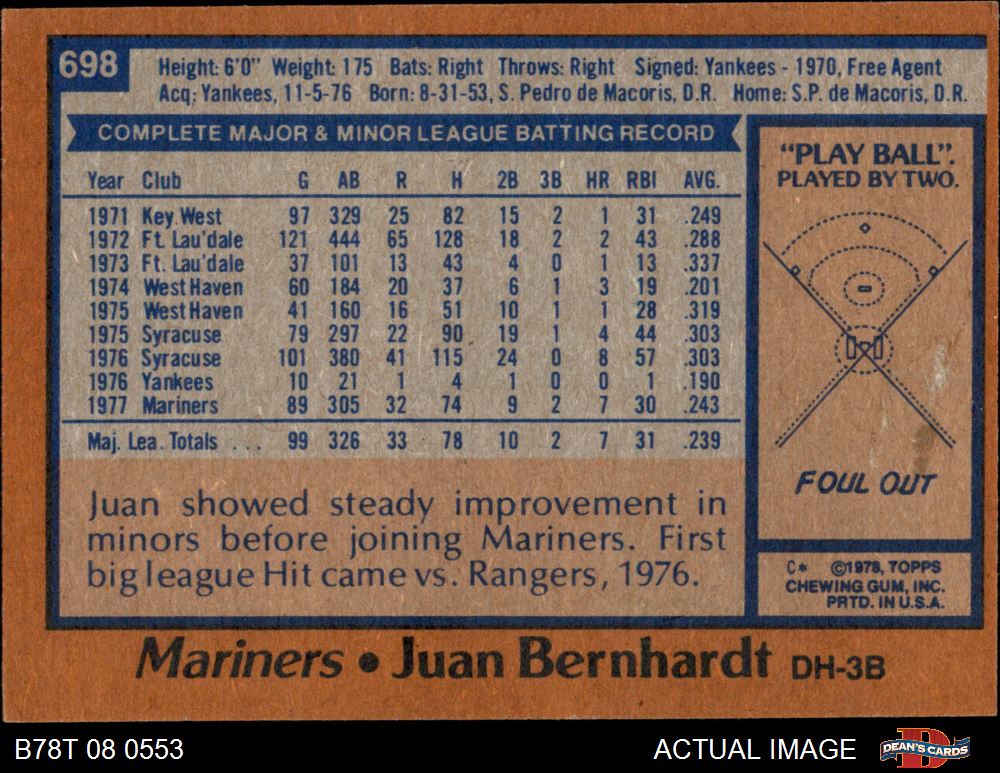 698
Height: 6'0" Weight: 175 Bats: Right Throws: Right Signed: Yankees - 1970, Free Agent
Acq: Yankees, 11-5-76 Born: 8-31-53, S. Pedro de Macoris, D.R. Home: S.P. de Macoris, D.R.
COMPLETE MAJOR & MINOR LEAGUE BATTING RECORD
Year Club G AB R H 2B 3B HR RBI AVG.
1971 Key West 97 329 25 82 15 2 1 31 .249
1972 Ft. Lau'dale 121 444 65 128 18 2 2 43 .288
1973 Ft. Lau'dale 37 101 13 43 4 0 1 13 .337
1974 West Haven 60 184 20 37 6 1 3 19 .201
1975 West Haven 41 160 16 51 10 1 1 28 .319
1975 Syracuse 79 297 22 90 19 1 4 44 .303
1976 Syracuse 101 380 41 115 24 0 8 57 .303
1976 Yankees 10 21 1 4 1 0 0 1 .190
1977 Mariners 89 305 32 74 9 2 7 30 .243
Maj. Lea. Totals . . . 99 326 33 78 10 2 7 31 .239
Juan showed steady improvement in
minors before joining Mariners. First
big league Hit came vs. Rangers, 1976.
"PLAY BALL".
PLAYED BY TWO.
FOUL OUT
C* ©1978, TOPPS
CHEWING GUM, INC.
PRTD. IN U.S.A.
Mariners • Juan Bernhardt DH-3B
B78T 08 0553
ACTUAL IMAGE
DEAN'S CARDS